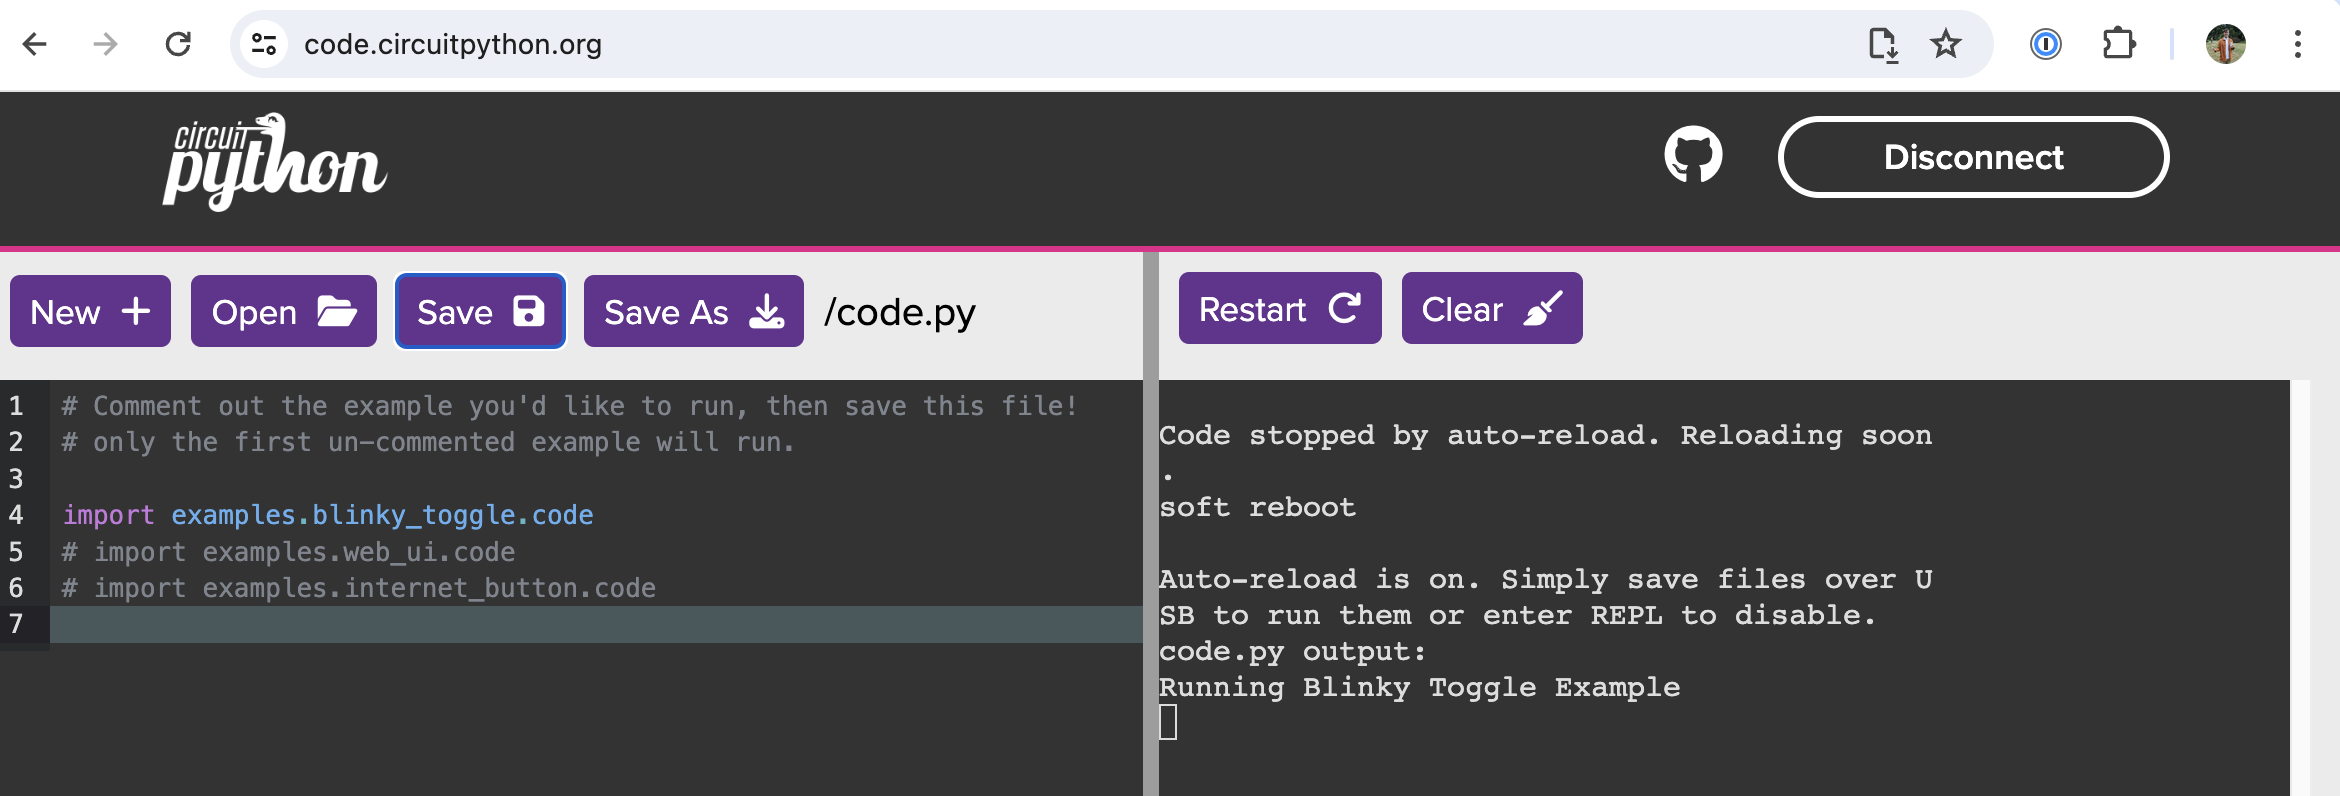 code.circuitpython.org
circuit
python
Disconnect
New
Open
Save
Save As
/code.py
Restart
Clear
1 # Comment out the example you'd like to run, then save this file!
2 # only the first un-commented example will run.
3
4 import examples.blinky_toggle.code
5 # import examples.web_ui.code
6 # import examples.internet_button.code
7
Code stopped by auto-reload. Reloading soon
.
soft reboot
Auto-reload is on. Simply save files over U
SB to run them or enter REPL to disable.
code.py output:
Running Blinky Toggle Example